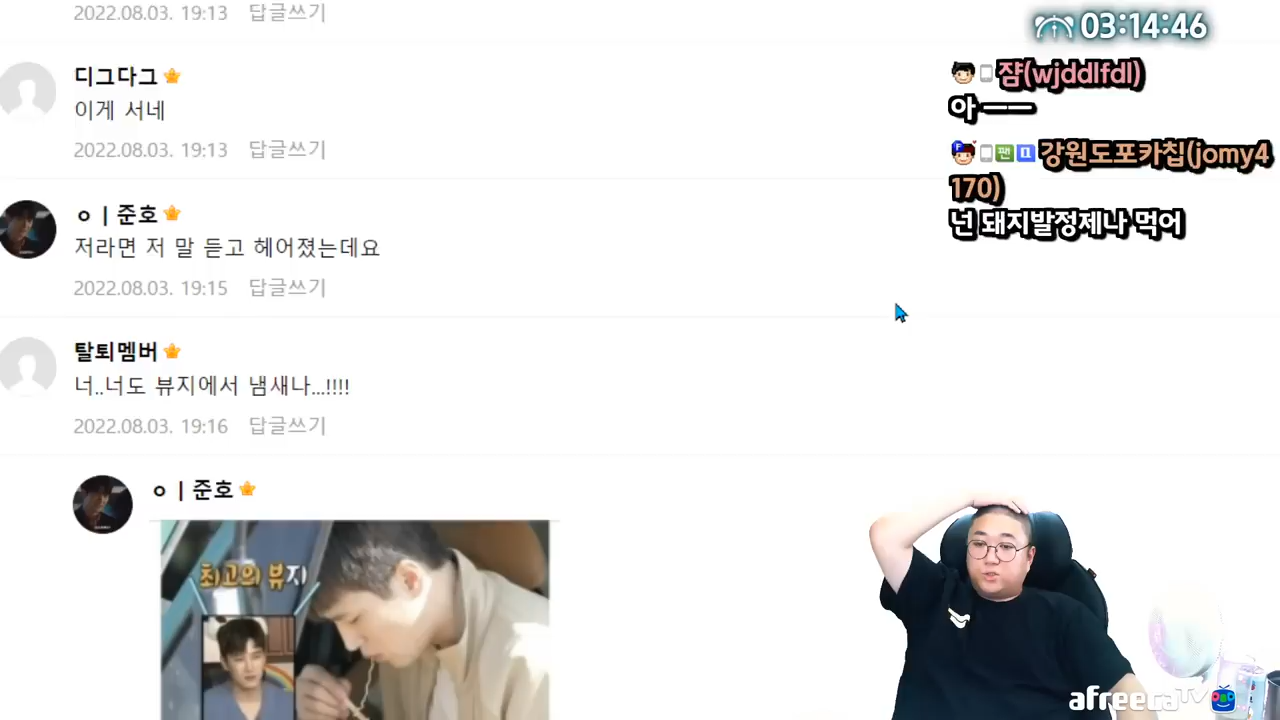 2022.08.03. 19:13 답글쓰기
디그다그
이게 서네
2022.08.03. 19:13 답글쓰기
ㅇ | 준호
저라면 저 말 듣고 헤어졌는데요
2022.08.03. 19:15 답글쓰기
탈퇴멤버
너..너도 뷰지에서 냄새나...!!!!
2022.08.03. 19:16 답글쓰기
ㅇ | 준호
최고의 뷰지
03:14:46
쟘(wjddlfdl)
아 ㅡㅡ
팬 강원도포카칩(jomy4
170)
넌 돼지발정제나 먹어
afreecaTV